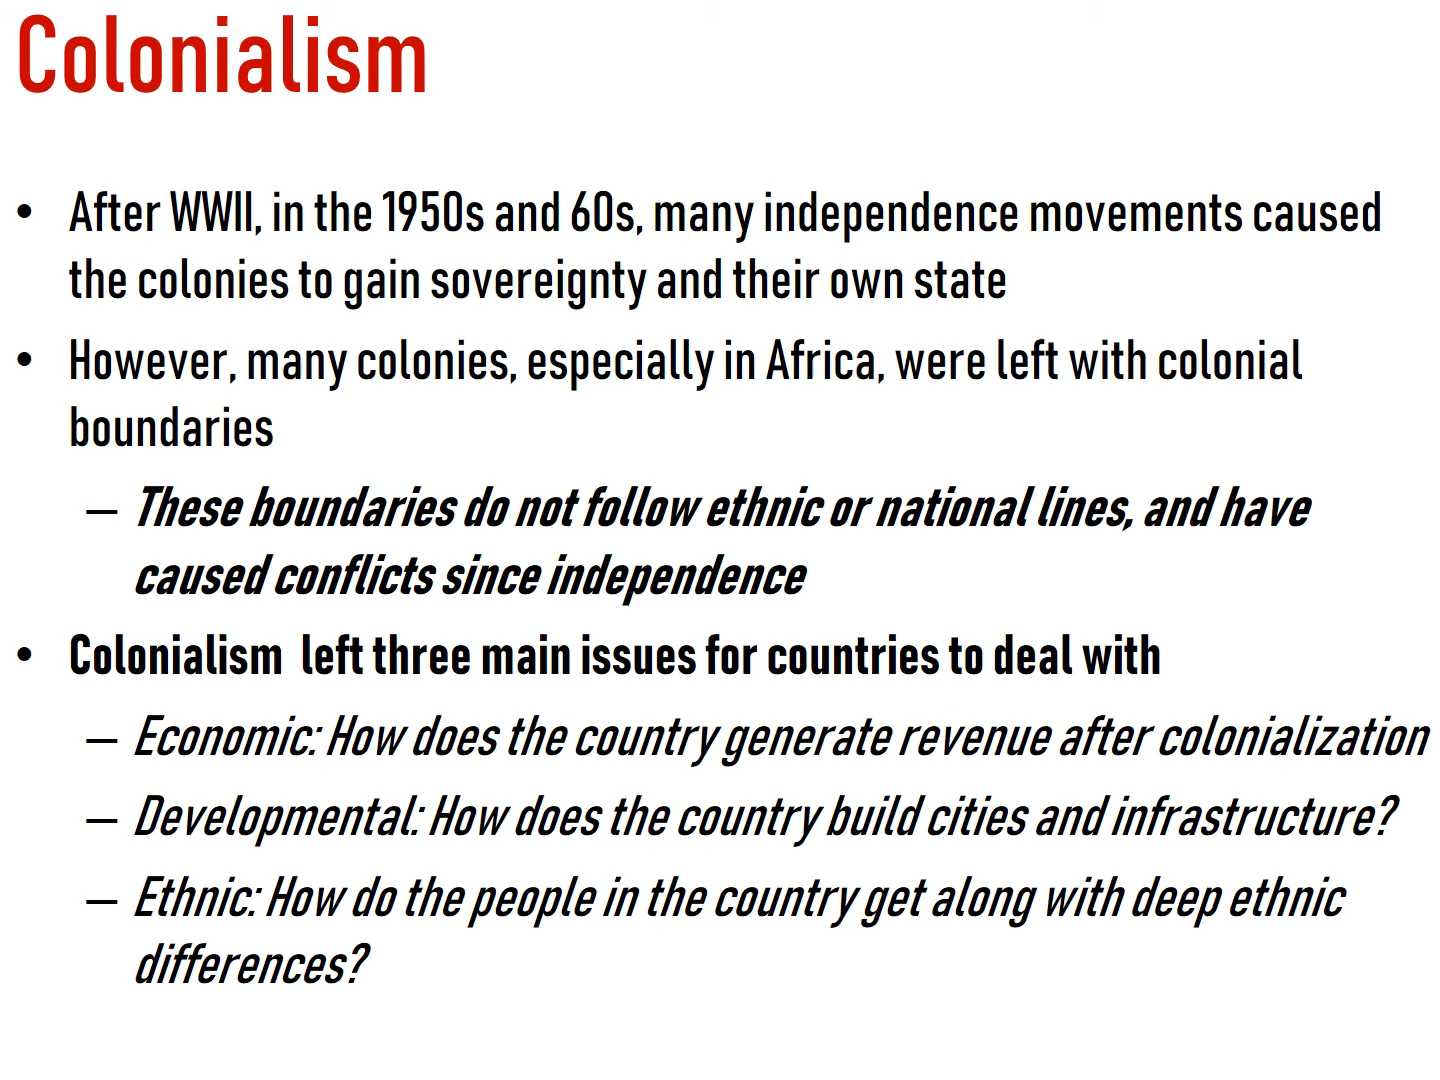 Colonialism
• After WWII, in the 1950s and 60s, many independence movements caused
the colonies to gain sovereignty and their own state
• However, many colonies, especially in Africa, were left with colonial
boundaries
– These boundaries do not follow ethnic or national lines, and have
caused conflicts since independence
• Colonialism  left three main issues for countries to deal with
– Economic: How does the country generate revenue after colonialization
– Developmental: How does the country build cities and infrastructure?
– Ethnic: How do the people in the country get along with deep ethnic
differences?